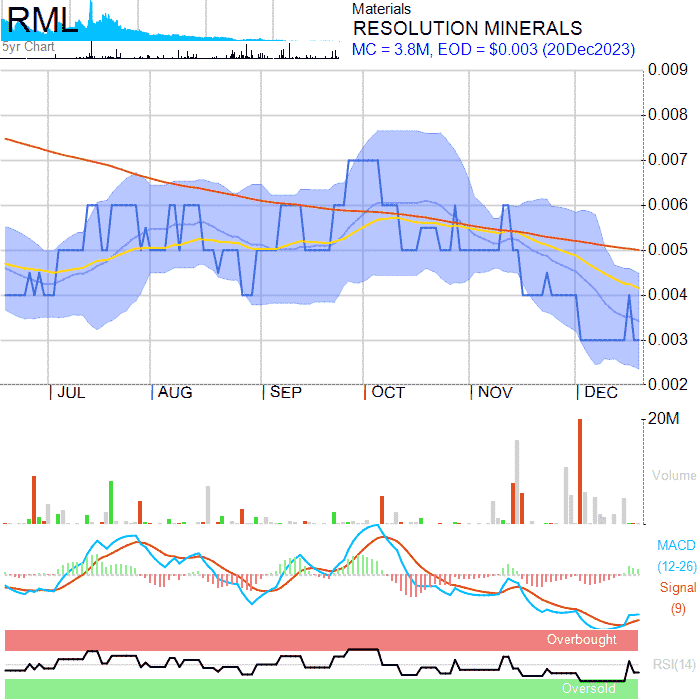 RML
5yr Chart
Materials
RESOLUTION MINERALS
MC = 3.8M, EOD = $0.003 (20Dec2023)
0.009
0.008
0.007
0.006
0.005
0.004
0.003
0.002
JUL AUG SEP OCT NOV DEC
20M
Volume
MACD
(12-26)
Signal
(9)
Overbought
RSI(14)
Oversold